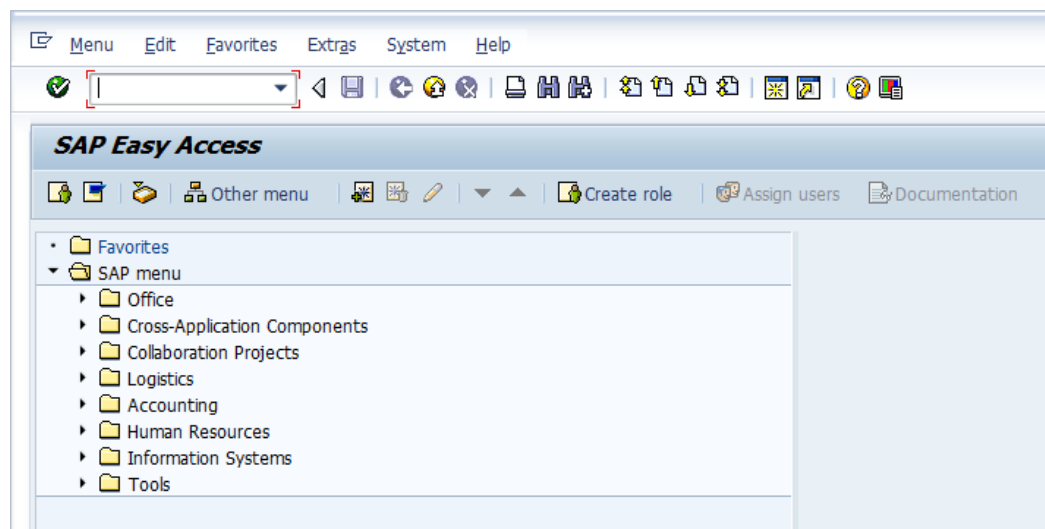 Menu Edit Favorites Extras System Help
SAP Easy Access
Other menu Create role Assign users Documentation
Favorites
SAP menu
Office
Cross-Application Components
Collaboration Projects
Logistics
Accounting
Human Resources
Information Systems
Tools